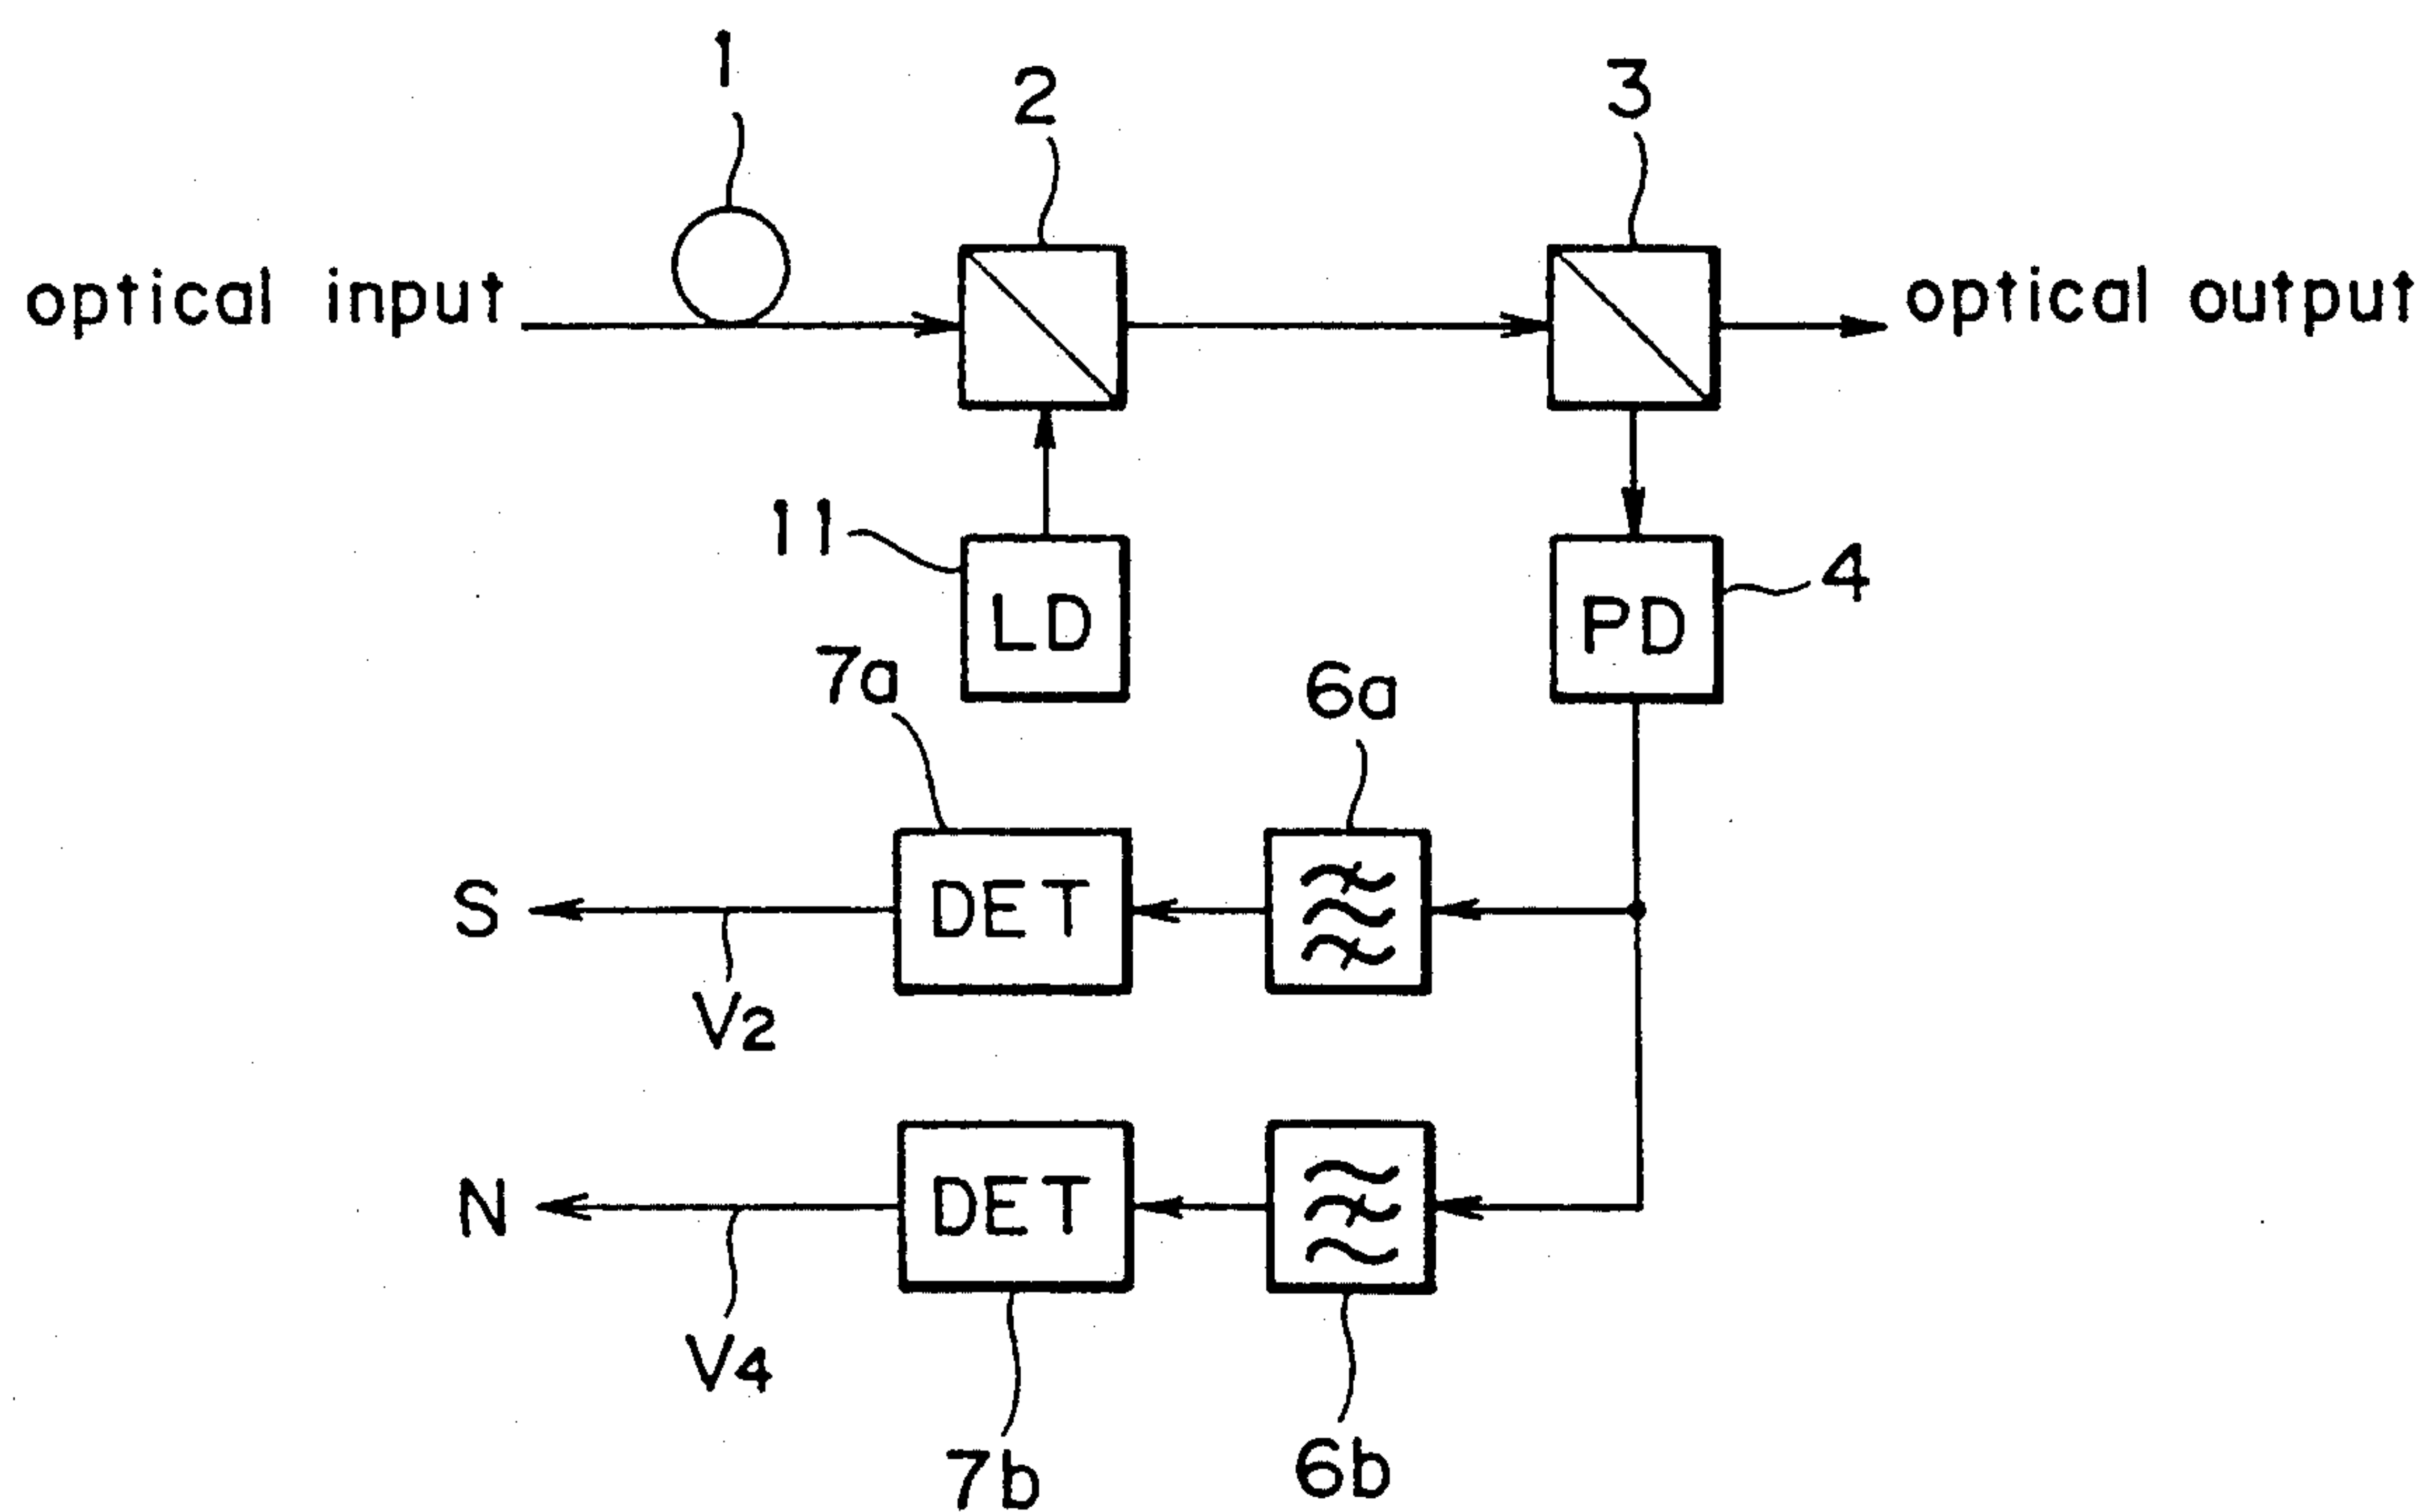 1
2
3
optical input
optical output
11
LD
PD
4
7a
6a
S
DET
V2
N
DET
V4
7b
6b